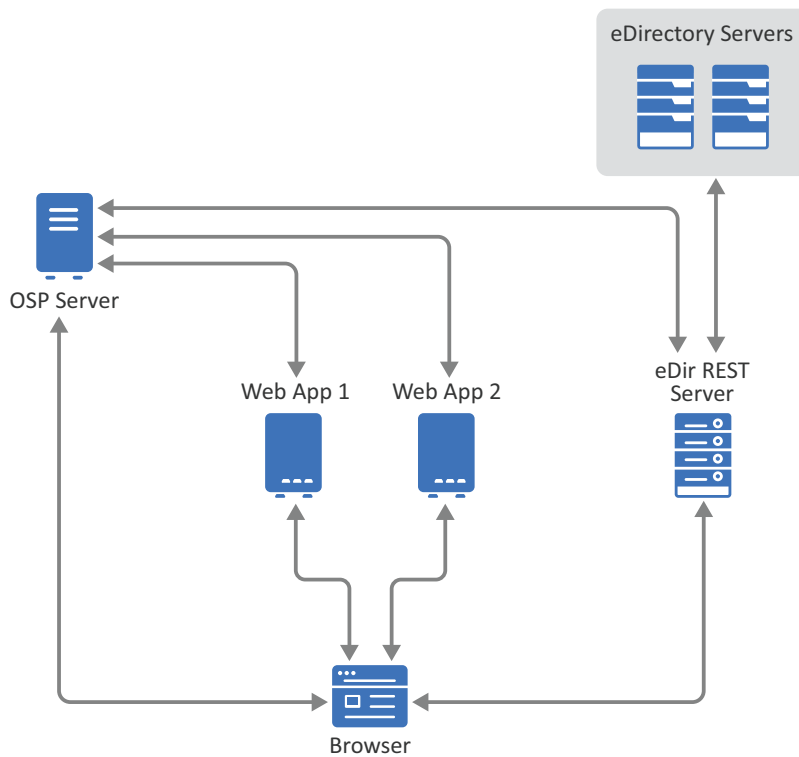 eDirectory Servers
OSP Server
Web App 1
Web App 2
eDir REST
Server
Browser